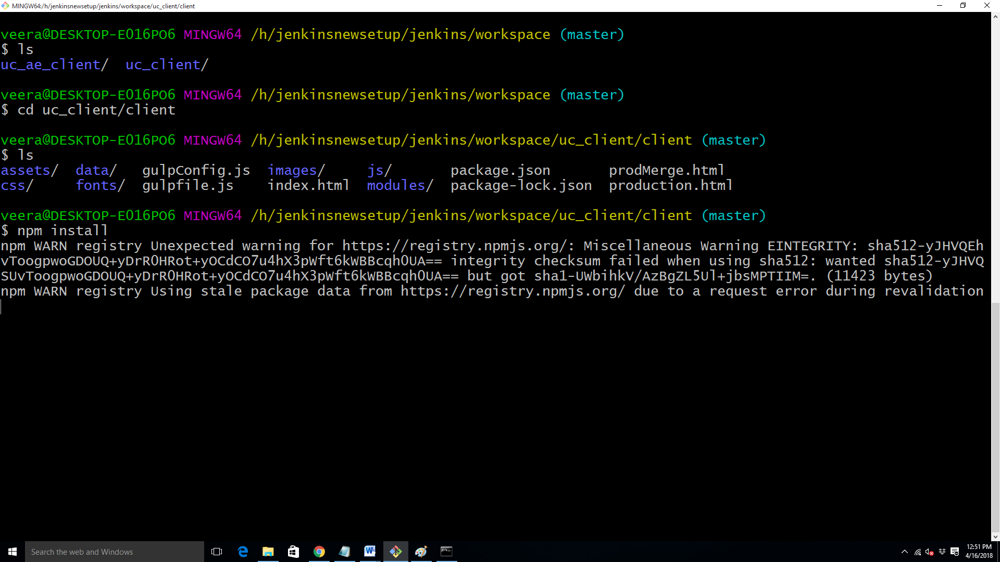 MINGW64:/h/jenkinsnewsetup/jenkins/workspace/uc_client/client
veera@DESKTOP-E016PO6 MINGW64 /h/jenkinsnewsetup/jenkins/workspace (master)
$ ls
uc_ae_client/  uc_client/
veera@DESKTOP-E016PO6 MINGW64 /h/jenkinsnewsetup/jenkins/workspace (master)
$ cd uc_client/client
veera@DESKTOP-E016PO6 MINGW64 /h/jenkinsnewsetup/jenkins/workspace/uc_client/client (master)
$ ls
assets/  data/   gulpConfig.js  images/     js/       package.json       prodMerge.html
css/     fonts/  gulpfile.js    index.html  modules/  package-lock.json  production.html
veera@DESKTOP-E016PO6 MINGW64 /h/jenkinsnewsetup/jenkins/workspace/uc_client/client (master)
$ npm install
npm WARN registry Unexpected warning for https://registry.npmjs.org/: Miscellaneous Warning EINTEGRITY: sha512-yJHVQEh
vToogpwoGDOUQ+yDrR0HRot+yOCdCO7u4hX3pWft6kWBBcqh0UA== integrity checksum failed when using sha512: wanted sha512-yJHVQ
SUvToogpwoGDOUQ+yDrR0HRot+yOCdCO7u4hX3pWft6kWBBcqh0UA== but got sha1-UWbihkV/AzBgZL5Ul+jbsMPTIIM=. (11423 bytes)
npm WARN registry Using stale package data from https://registry.npmjs.org/ due to a request error during revalidation
Search the web and Windows
12:51 PM
4/16/2018